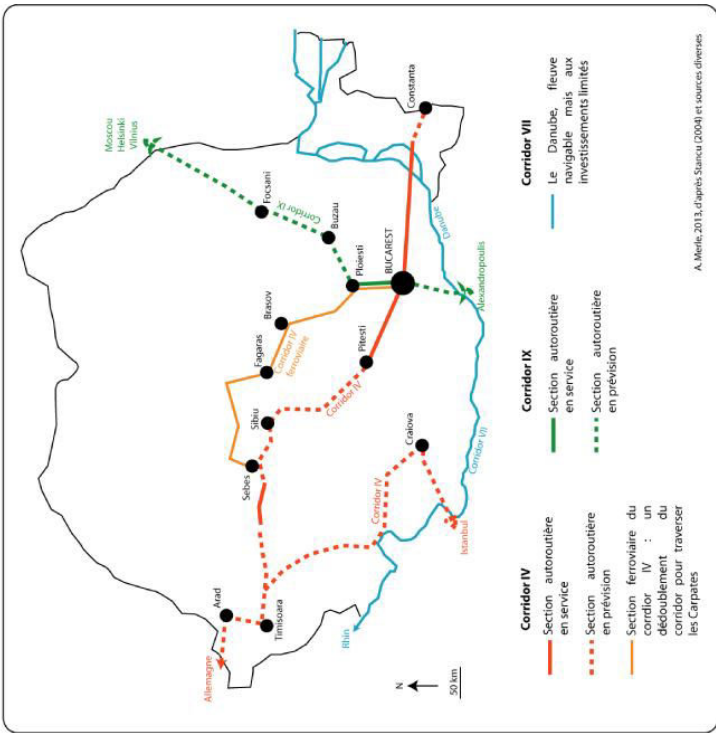 Moscou
Helsinki
Vilnius
Allemagne
Arad
Timisoara
Sebes
Sibiu
Fagaras
Brasov
Focsani
Corridor IX
Buzau
Corridor IV
ferroviaire
Ploiesti
Corridor IV
Pitesti
BUCAREST
Constanta
Rhin
Corridor IV
Craiova
Danube
Istanbul
Corridor VII
Alexandropoulis
N
50 km
Corridor IV
Section autoroutière
en service
Section autoroutière
en prévision
Section ferroviaire du
corrdior IV : un
dédoublement du
corridor pour traverser
les Carpates
Corridor IX
Section autoroutière
en service
Section autoroutière
en prévision
Corridor VII
Le Danube, fleuve
navigable mais aux
investissements limités
A. Merle, 2013, d'après Stancu (2004) et sources diverses